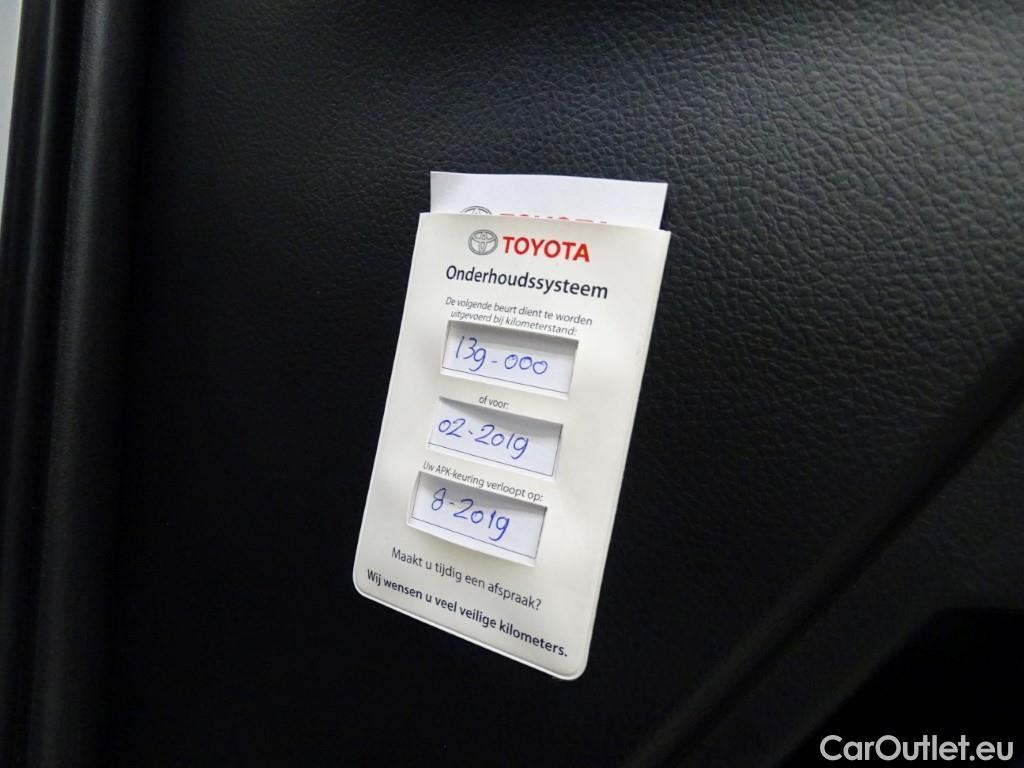 TOYOTA
TOYOTA
Onderhoudssysteem
De volgende beurt dient te worden
uitgevoerd bij kilometerstand:
139-000
of voor:
02-2019
Uw APK-keuring verloopt op:
8-2019
Maakt u tijdig een afspraak?
Wij wensen u veel veilige kilometers.
CarOutlet.eu